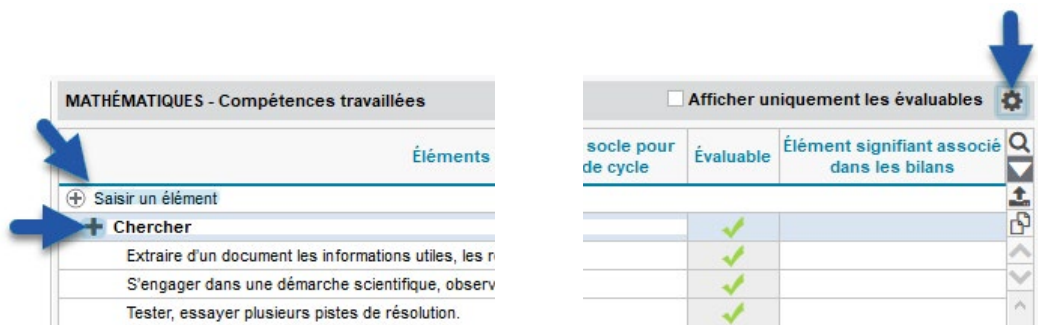 MATHÉMATIQUES - Compétences travaillées
Afficher uniquement les évaluables
Éléments
socle pour
de cycle
Évaluable
Élément signifiant associé
dans les bilans
Saisir un élément
Chercher
Extraire d'un document les informations utiles, les
S'engager dans une démarche scientifique, observ
Tester, essayer plusieurs pistes de résolution.